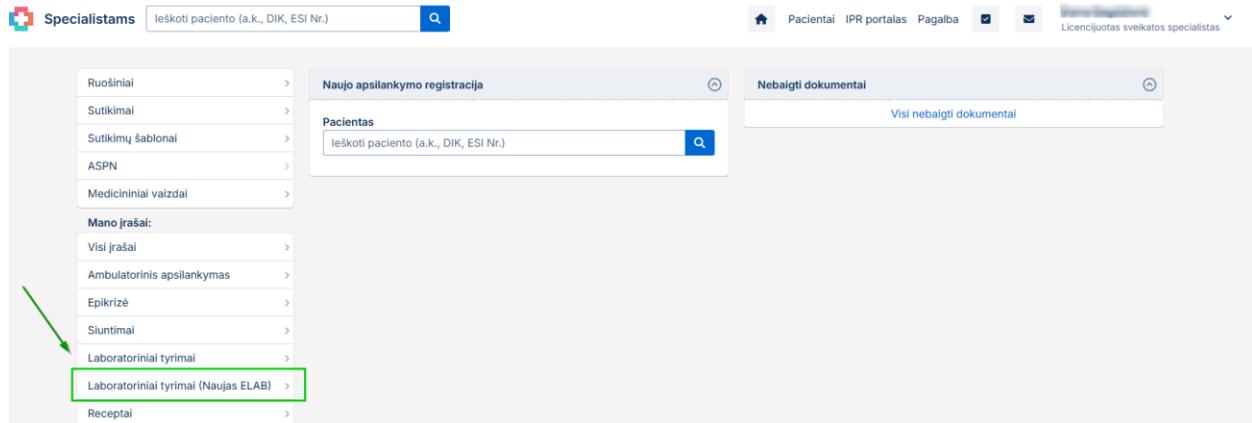 Specialistams
Ieškoti paciento (a.k., DIK, ESI Nr.)
Pacientai IPR portalas Pagalba
Licencijuotas sveikatos specialistas
Ruošiniai
Sutikimai
Sutikimų šablonai
ASPN
Medicininiai vaizdai
Mano įrašai:
Visi įrašai
Ambulatorinis apsilankymas
Epikrizė
Siuntimai
Laboratoriniai tyrimai
Laboratoriniai tyrimai (Naujas ELAB)
Receptai
Naujo apsilankymo registracija
Pacientas
Ieškoti paciento (a.k., DIK, ESI Nr.)
Nebaigti dokumentai
Visi nebaigti dokumentai